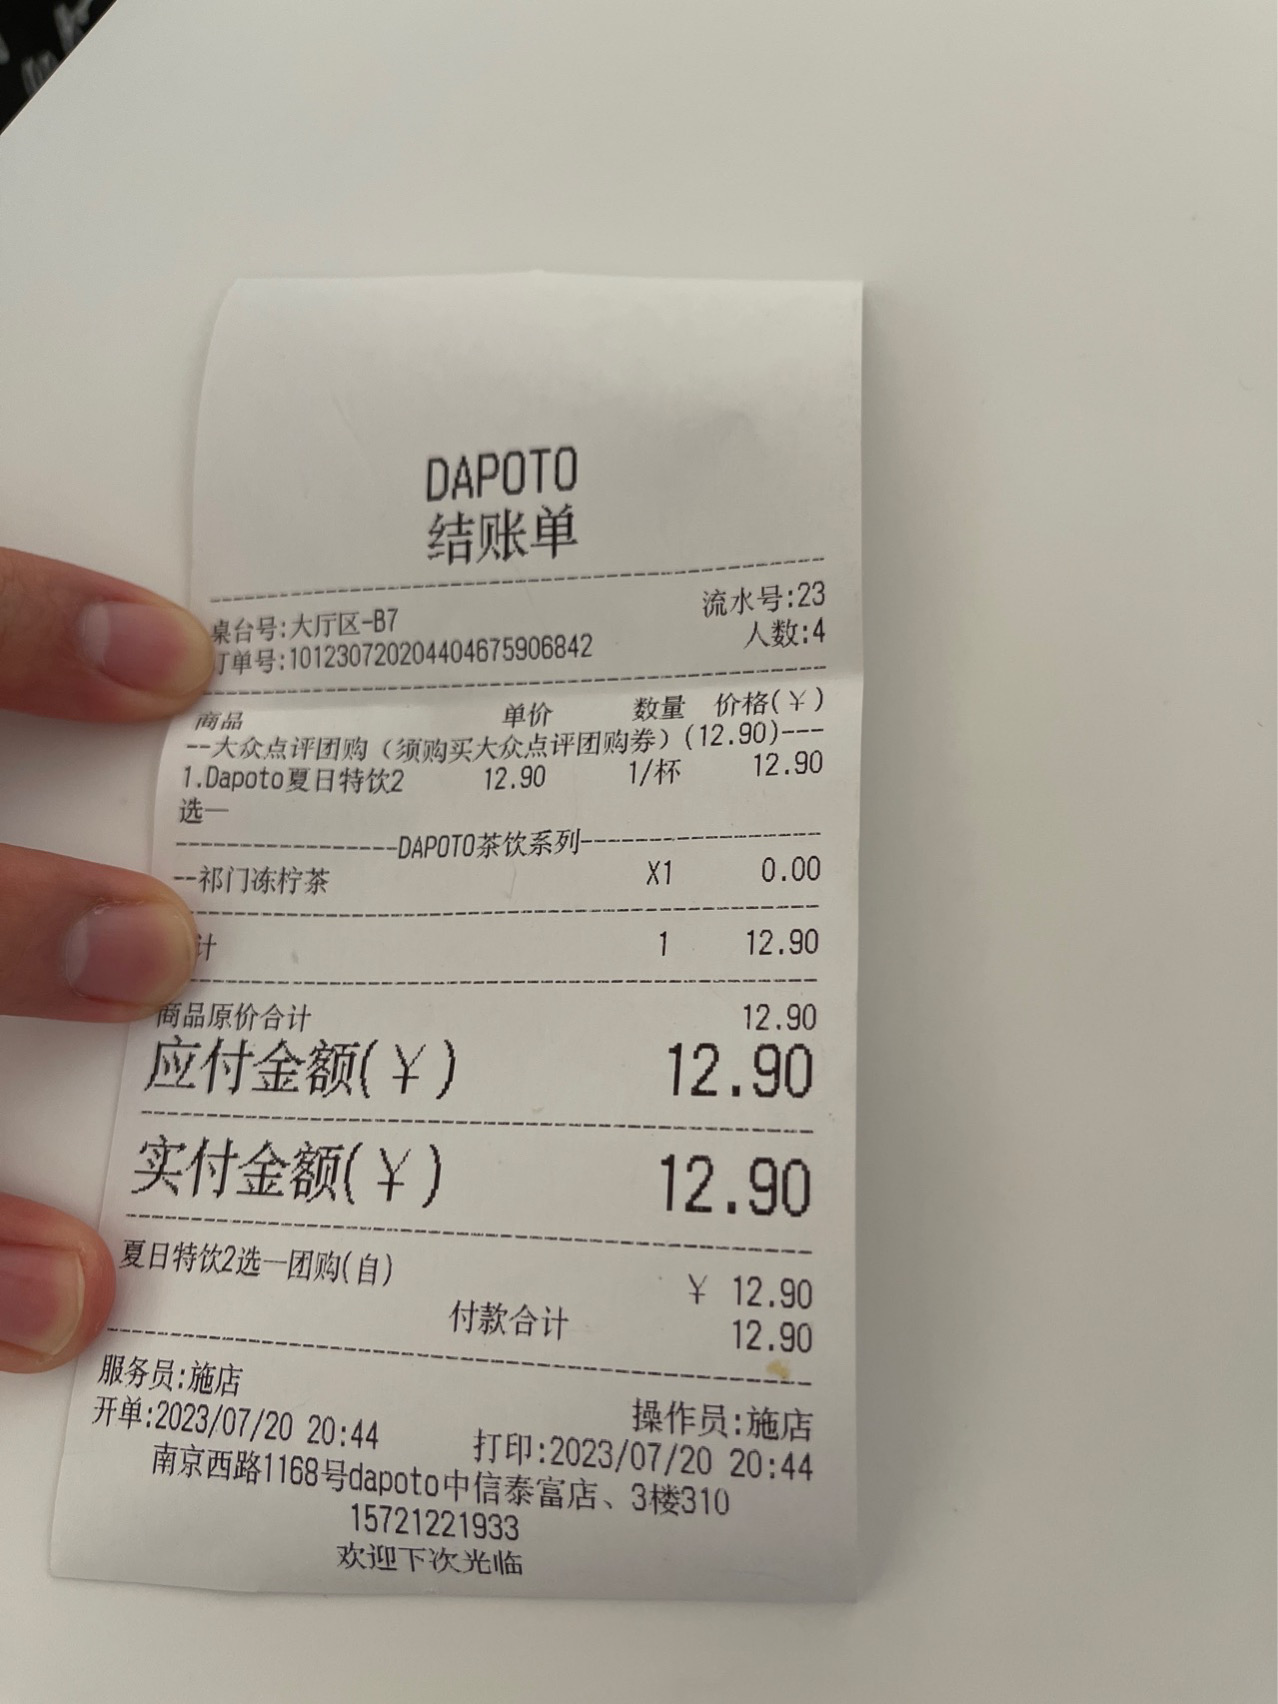 DAPOTO
结账单
桌台号:大厅区-B7 流水号:23
订单号:101230720204404675906842 人数:4
商品 单价 数量 价格(¥)
--大众点评团购（须购买大众点评团购券）(12.90)---
1.Dapoto夏日特饮2 12.90 1/杯 12.90
选一
----------------DAPOTO茶饮系列-----------------
--祁门冻柠茶 X1 0.00
计 1 12.90
商品原价合计 12.90
应付金额(¥) 12.90
实付金额(¥) 12.90
夏日特饮2选一团购(自) ¥ 12.90
付款合计 12.90
服务员:施店 操作员:施店
开单:2023/07/20 20:44 打印:2023/07/20 20:44
南京西路1168号dapoto中信泰富店、3楼310
15721221933
欢迎下次光临